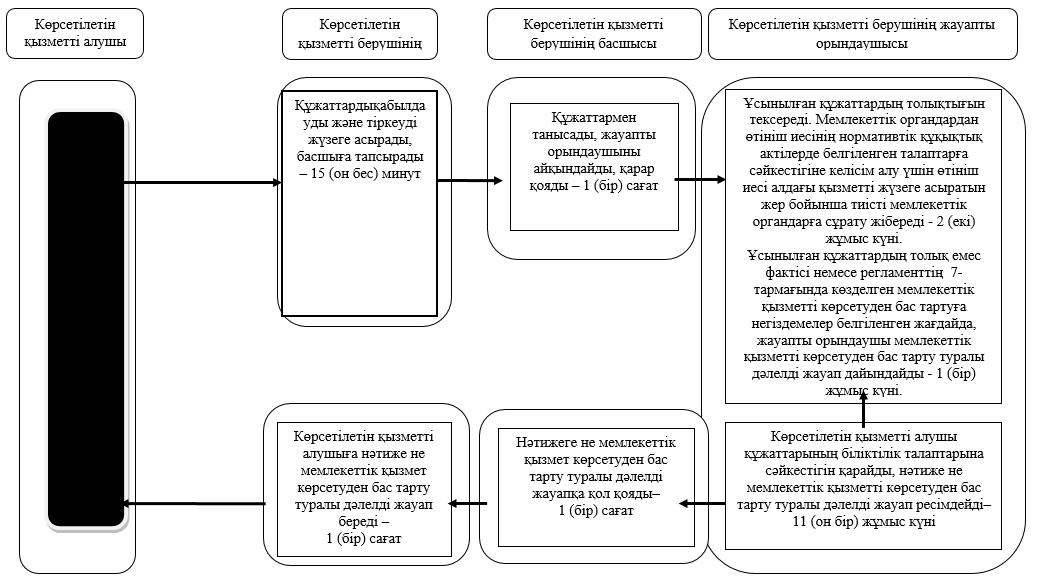 Көрсетілетін
қызметті алушы
Көрсетілетін
қызметті берушінің
Көрсетілетін қызметті
берушінің басшысы
Көрсетілетін қызметті берушінің жауапты
орындаушысы
Құжаттардықабылда
уды және тіркеуді
жүзеге асырады,
басшыға тапсырады
– 15 (он бес) минут
Құжаттармен
танысады, жауапты
орындаушыны
айқындайды, қарар
қояды – 1 (бір) сағат
Ұсынылған құжаттардың толықтығын
тексереді. Мемлекеттік органдардан
өтініш иесінің нормативтік құқықтық
актілерде белгіленген талаптарға
сәйкестігіне келісім алу үшін өтініш
иесі алдағы қызметті жүзеге асыратын
жер бойынша тиісті мемлекеттік
органдарға сұрату жібереді - 2 (екі)
жұмыс күні.
Ұсынылған құжаттардың толық емес
фактісі немесе регламенттің 7-
тармағында көзделген мемлекеттік
қызметті көрсетуден бас тартуға
негіздемелер белгіленген жағдайда,
жауапты орындаушы мемлекеттік
қызметті көрсетуден бас тарту туралы
дәлелді жауап дайындайды - 1 (бір)
жұмыс күні.
Көрсетілетін қызметті
алушыға нәтиже не
мемлекеттік қызмет
көрсетуден бас тарту
туралы дәлелді жауап
береді –
1 (бір) сағат
Нәтижеге не мемлекеттік
қызмет көрсетуден бас
тарту туралы дәлелді
жауапқа қол қояды–
1 (бір) сағат
Көрсетілетін қызметті алушы
құжаттарының біліктілік талаптарына
сәйкестігін қарайды, нәтиже не
мемлекеттік қызметті көрсетуден бас
тарту туралы дәлелді жауап ресімдейді–
11 (он бір) жұмыс күні